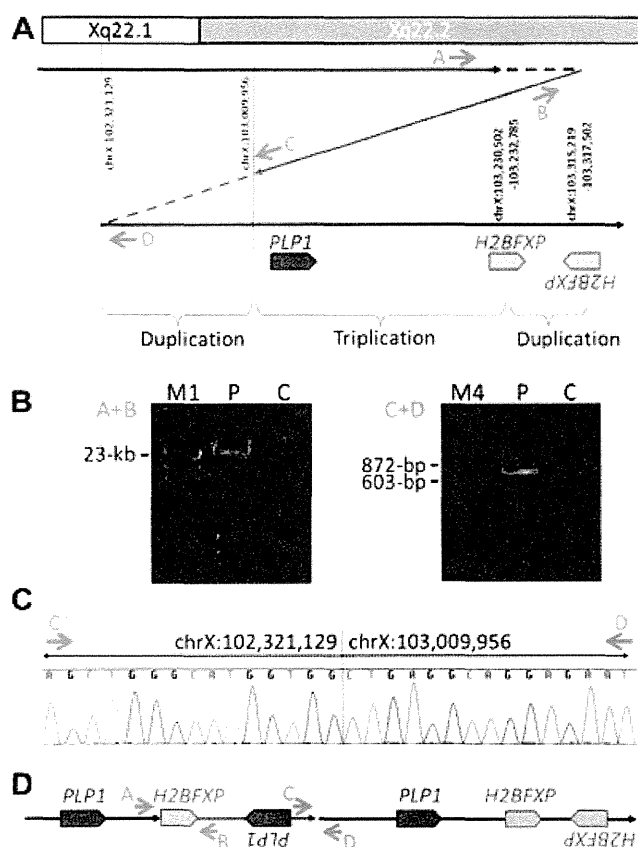 A
Xq22.1 Xq22.2
A
B
C
D
chrX:102,321,129
chrX:103,009,956
chrX:103,230,502
-103,232,785
chrX:103,315,219
-103,317,502
PLP1 H2BFXP H2BFXP
Duplication Triplication Duplication
B
A+B M1 P C
23-kb
C+D M4 P C
872-bp
603-bp
C
C D
chrX:102,321,129 chrX:103,009,956
D
PLP1 A H2BFXP B PLP1 C D PLP1 H2BFXP H2BFXP